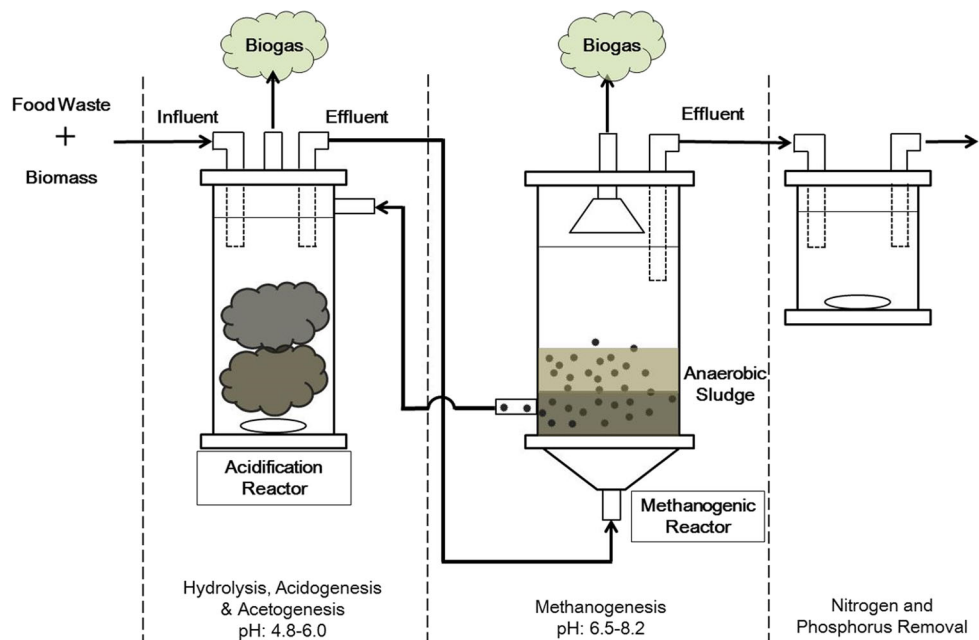 Biogas
Biogas
Food Waste
+
Biomass
Influent
Effluent
Effluent
Anaerobic
Sludge
Acidification
Reactor
Methanogenic
Reactor
Hydrolysis, Acidogenesis
& Acetogenesis
pH: 4.8-6.0
Methanogenesis
pH: 6.5-8.2
Nitrogen and
Phosphorus Removal